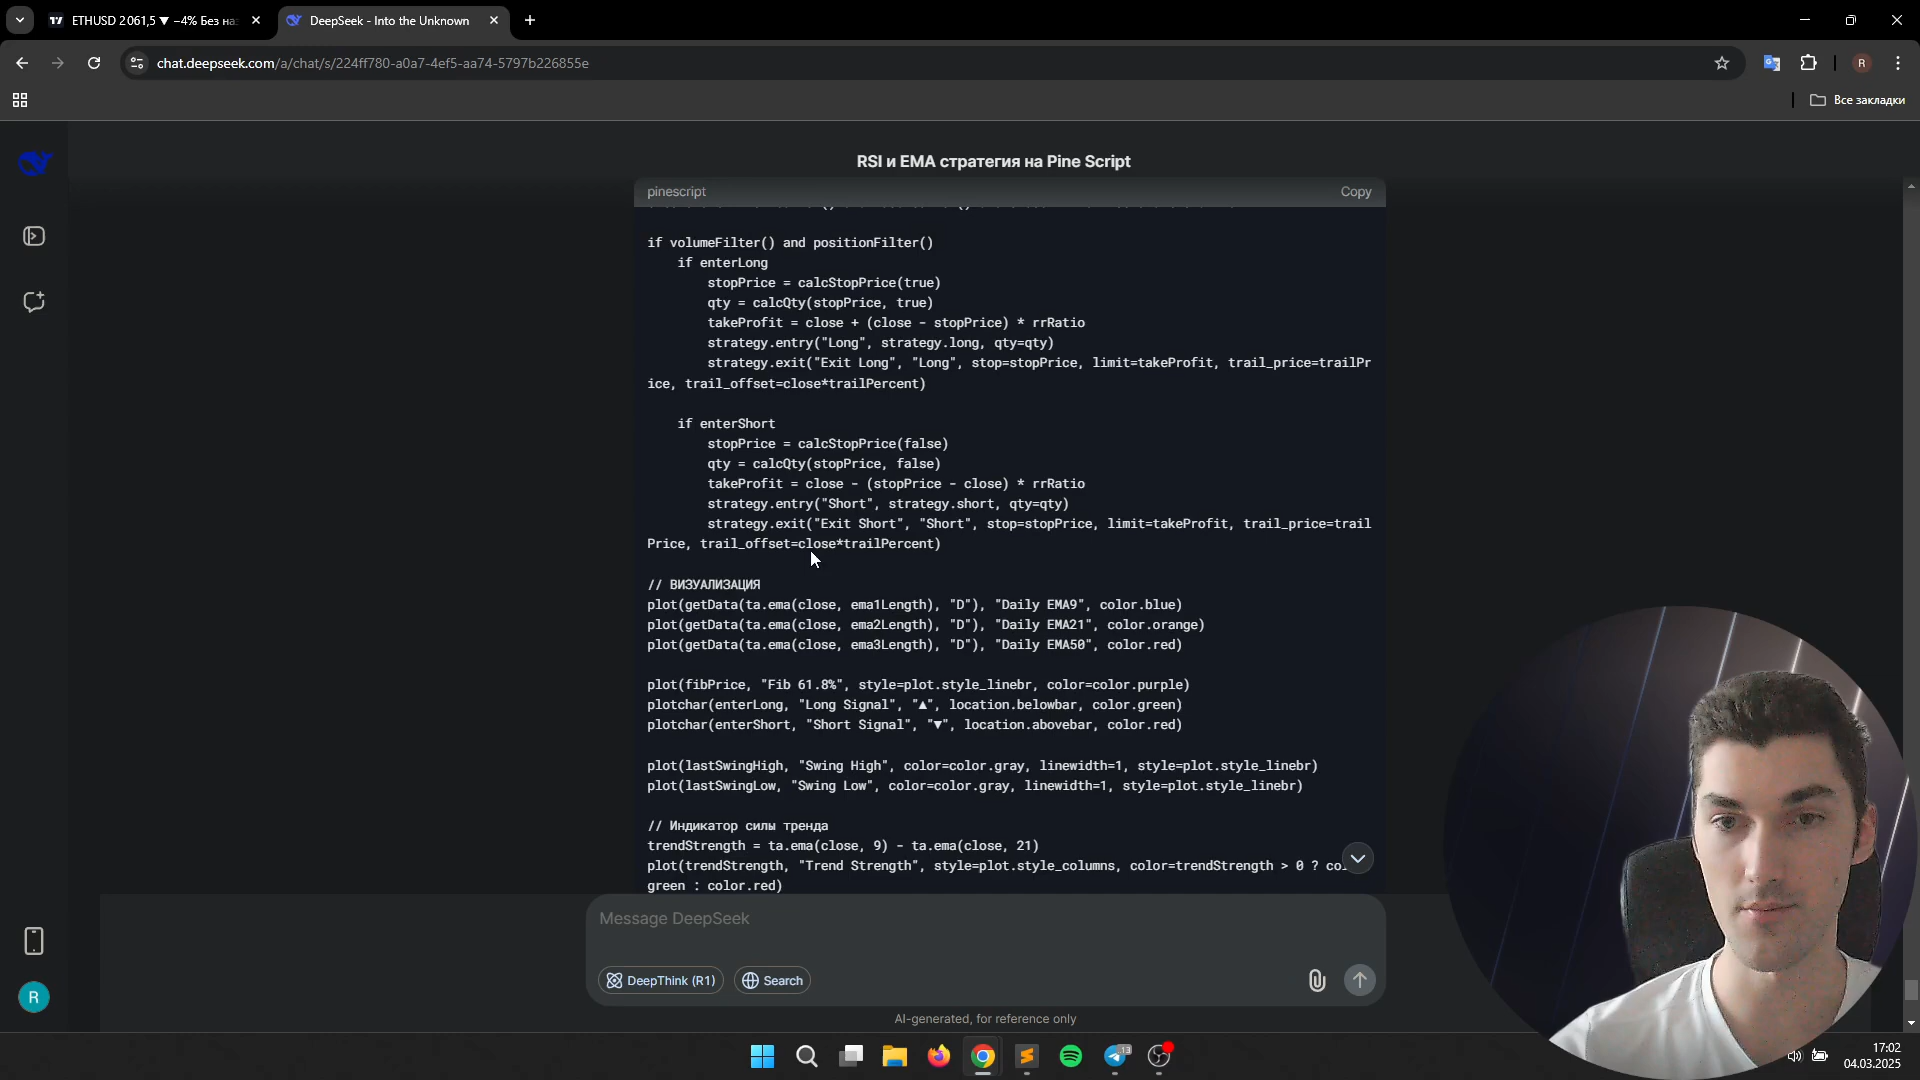 ETHUSD 2 061,5 ▼ −4% Без на
DeepSeek - Into the Unknown
chat.deepseek.com/a/chat/s/224ff780-a0a7-4ef5-aa74-5797b226855e
R
Все закладки
RSI и EMA стратегия на Pine Script
pinescript
Copy
if volumeFilter() and positionFilter()
if enterLong
stopPrice = calcStopPrice(true)
qty = calcQty(stopPrice, true)
takeProfit = close + (close - stopPrice) * rrRatio
strategy.entry("Long", strategy.long, qty=qty)
strategy.exit("Exit Long", "Long", stop=stopPrice, limit=takeProfit, trail_price=trailPr
ice, trail_offset=close*trailPercent)
if enterShort
stopPrice = calcStopPrice(false)
qty = calcQty(stopPrice, false)
takeProfit = close - (stopPrice - close) * rrRatio
strategy.entry("Short", strategy.short, qty=qty)
strategy.exit("Exit Short", "Short", stop=stopPrice, limit=takeProfit, trail_price=trail
Price, trail_offset=close*trailPercent)
// ВИЗУАЛИЗАЦИЯ
plot(getData(ta.ema(close, ema1Length), "D"), "Daily EMA9", color.blue)
plot(getData(ta.ema(close, ema2Length), "D"), "Daily EMA21", color.orange)
plot(getData(ta.ema(close, ema3Length), "D"), "Daily EMA50", color.red)
plot(fibPrice, "Fib 61.8%", style=plot.style_linebr, color=color.purple)
plotchar(enterLong, "Long Signal", "▲", location.belowbar, color.green)
plotchar(enterShort, "Short Signal", "▼", location.abovebar, color.red)
plot(lastSwingHigh, "Swing High", color=color.gray, linewidth=1, style=plot.style_linebr)
plot(lastSwingLow, "Swing Low", color=color.gray, linewidth=1, style=plot.style_linebr)
// Индикатор силы тренда
trendStrength = ta.ema(close, 9) - ta.ema(close, 21)
plot(trendStrength, "Trend Strength", style=plot.style_columns, color=trendStrength > 0 ? co
green : color.red)
Message DeepSeek
DeepThink (R1)
Search
R
AI-generated, for reference only
13
17:02
04.03.2025